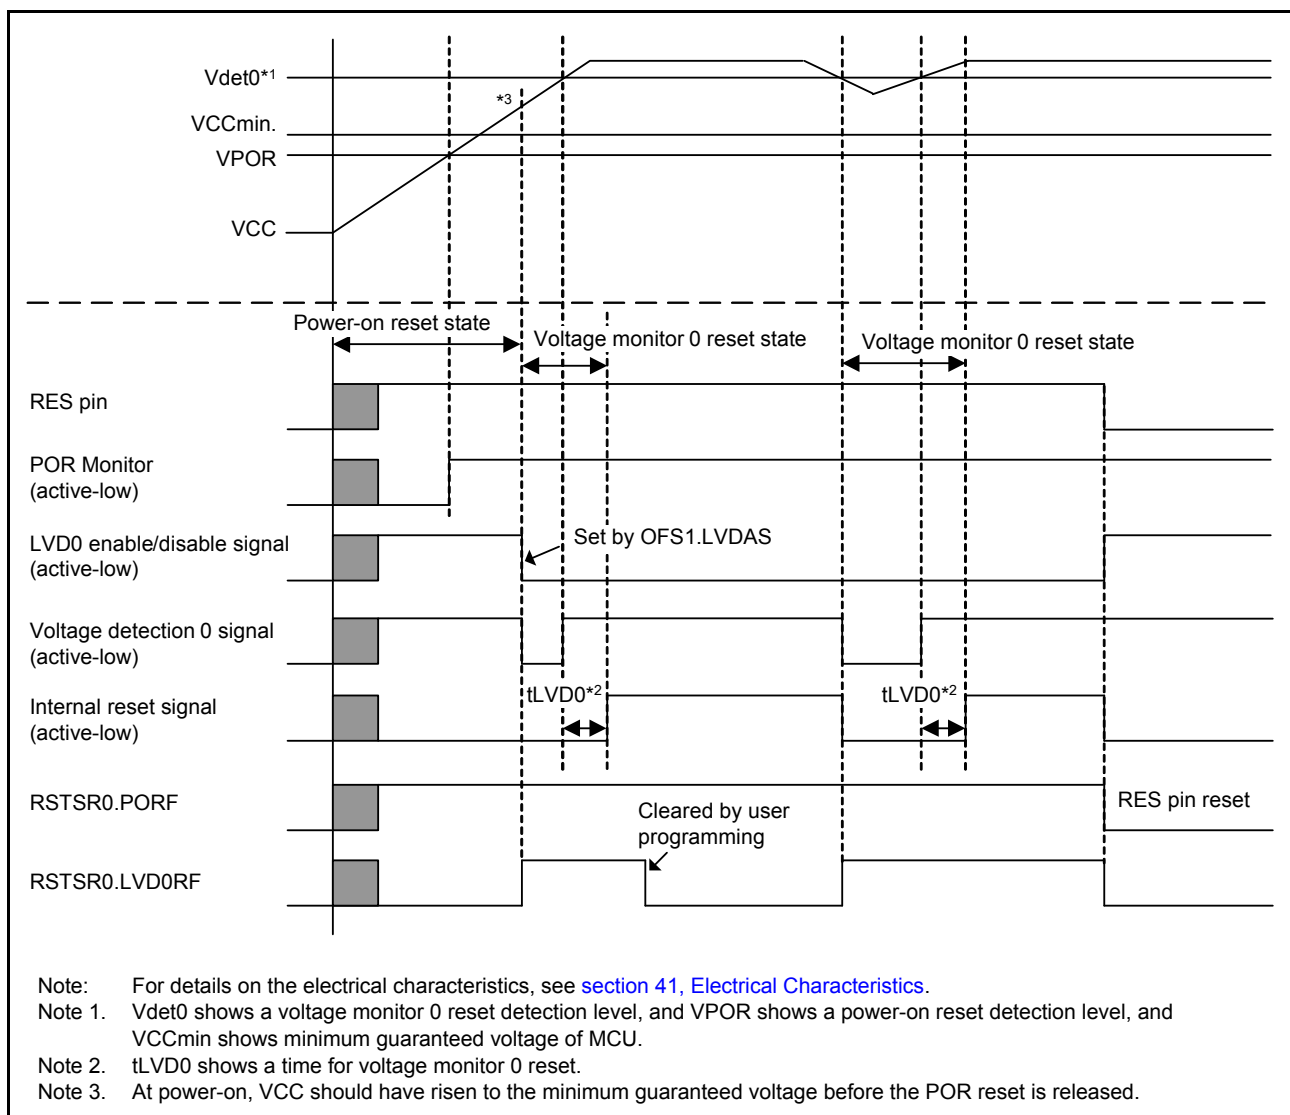 Vdet0*1
*3
VCCmin.
VPOR
VCC
Power-on reset state
Voltage monitor 0 reset state
Voltage monitor 0 reset state
RES pin
POR Monitor
(active-low)
LVD0 enable/disable signal
(active-low)
Set by OFS1.LVDAS
Voltage detection 0 signal
(active-low)
Internal reset signal
(active-low)
tLVD0*2
tLVD0*2
RSTSR0.PORF
Cleared by user
programming
RES pin reset
RSTSR0.LVD0RF
Note: For details on the electrical characteristics, see section 41, Electrical Characteristics.
Note 1. Vdet0 shows a voltage monitor 0 reset detection level, and VPOR shows a power-on reset detection level, and
VCCmin shows minimum guaranteed voltage of MCU.
Note 2. tLVD0 shows a time for voltage monitor 0 reset.
Note 3. At power-on, VCC should have risen to the minimum guaranteed voltage before the POR reset is released.